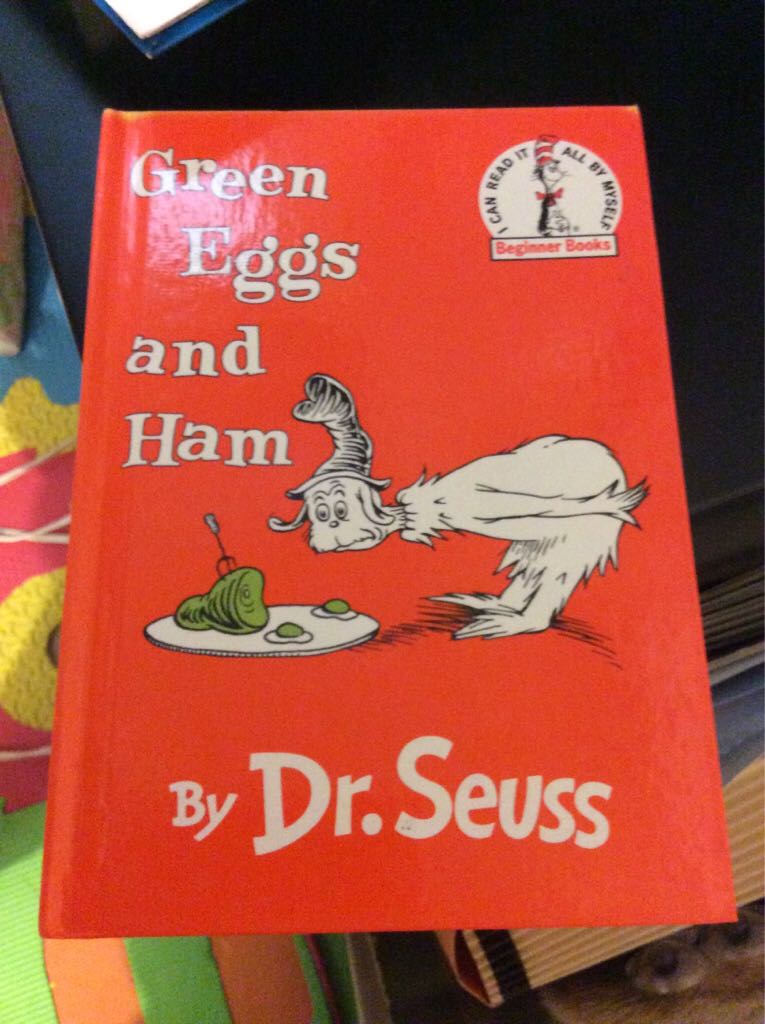 Green
Eggs
and
Ham
I CAN READ IT ALL BY MYSELF
Beginner Books
By Dr. Seuss